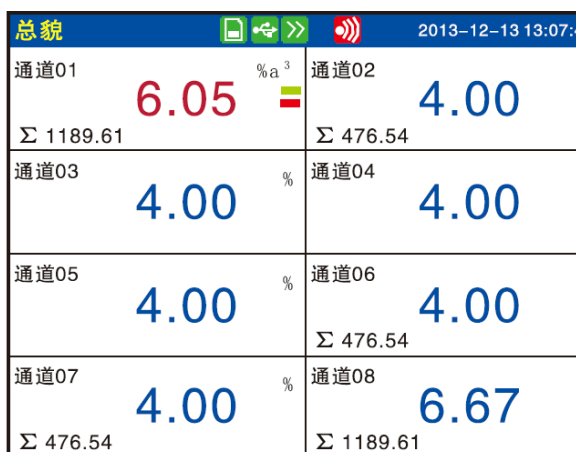 总貌 2013-12-13 13:07:
通道01 %a³ 通道02
6.05 4.00
Σ 1189.61 Σ 476.54
通道03 % 通道04
4.00 4.00
通道05 % 通道06
4.00 4.00
Σ 476.54
通道07 % 通道08
4.00 6.67
Σ 476.54 Σ 1189.61